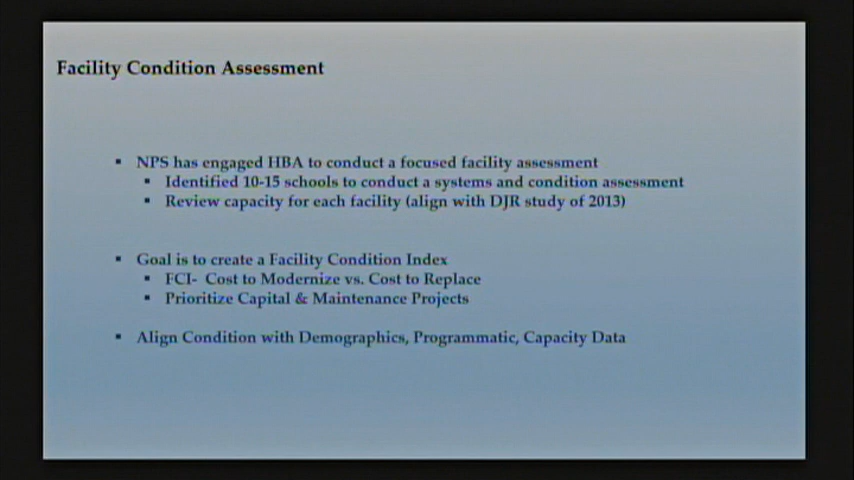 Facility Condition Assessment
▪ NPS has engaged HBA to conduct a focused facility assessment
▪ Identified 10-15 schools to conduct a systems and condition assessment
▪ Review capacity for each facility (align with DJR study of 2013)
▪ Goal is to create a Facility Condition Index
▪ FCI- Cost to Modernize vs. Cost to Replace
▪ Prioritize Capital & Maintenance Projects
▪ Align Condition with Demographics, Programmatic, Capacity Data